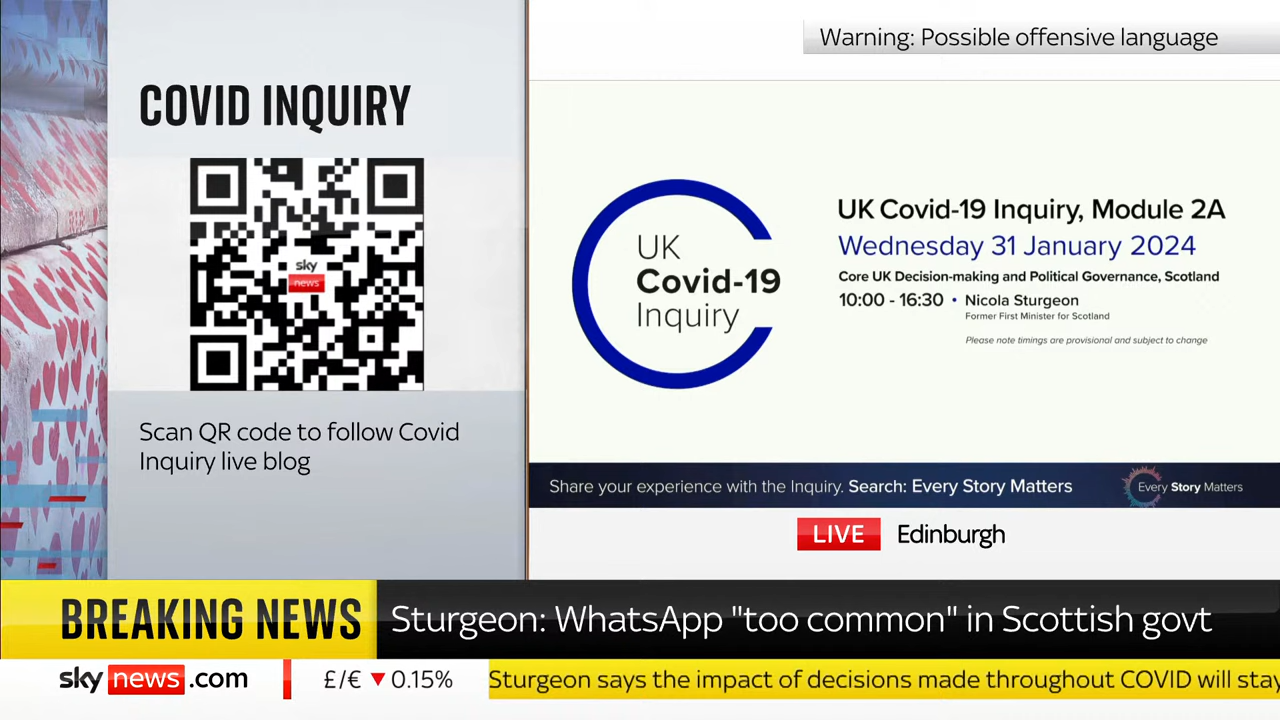 Warning: Possible offensive language
COVID INQUIRY
sky
news
Scan QR code to follow Covid
Inquiry live blog
UK
Covid-19
Inquiry
UK Covid-19 Inquiry, Module 2A
Wednesday 31 January 2024
Core UK Decision-making and Political Governance, Scotland
10:00 - 16:30 • Nicola Sturgeon
Former First Minister for Scotland
Please note timings are provisional and subject to change
Share your experience with the Inquiry. Search: Every Story Matters
Every Story Matters
LIVE Edinburgh
BREAKING NEWS Sturgeon: WhatsApp "too common" in Scottish govt
sky news .com £/€ ▼ 0.15% Sturgeon says the impact of decisions made throughout COVID will stay